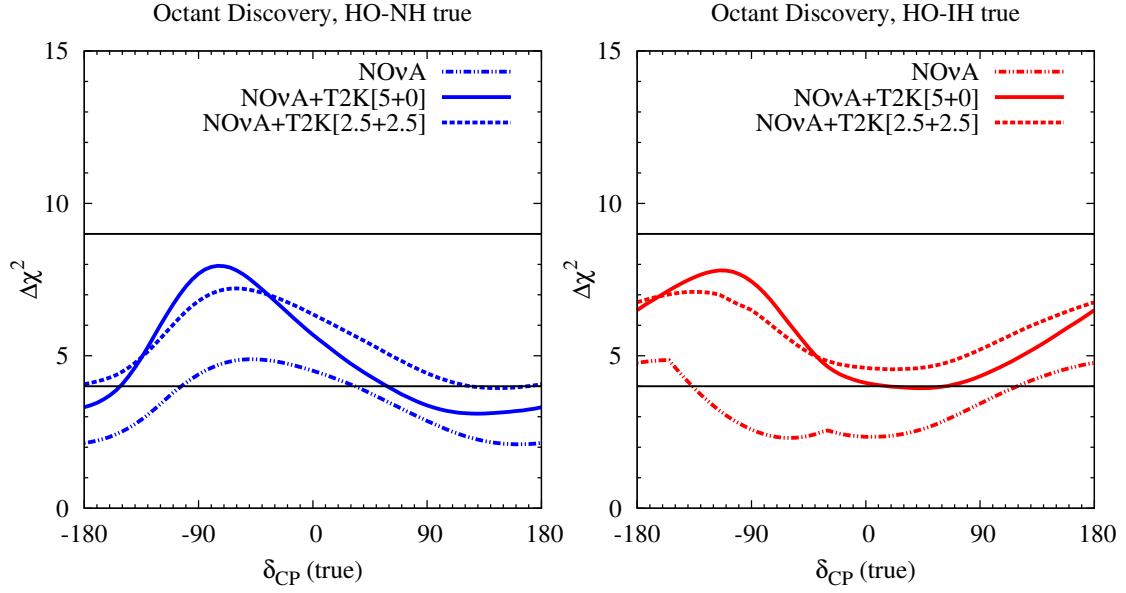 Octant Discovery, HO-NH true
15
10
5
0
Δχ²
NOνA
NOνA+T2K[5+0]
NOνA+T2K[2.5+2.5]
-180 -90 0 90 180
δCP (true)
Octant Discovery, HO-IH true
15
10
5
0
Δχ²
NOνA
NOνA+T2K[5+0]
NOνA+T2K[2.5+2.5]
-180 -90 0 90 180
δCP (true)